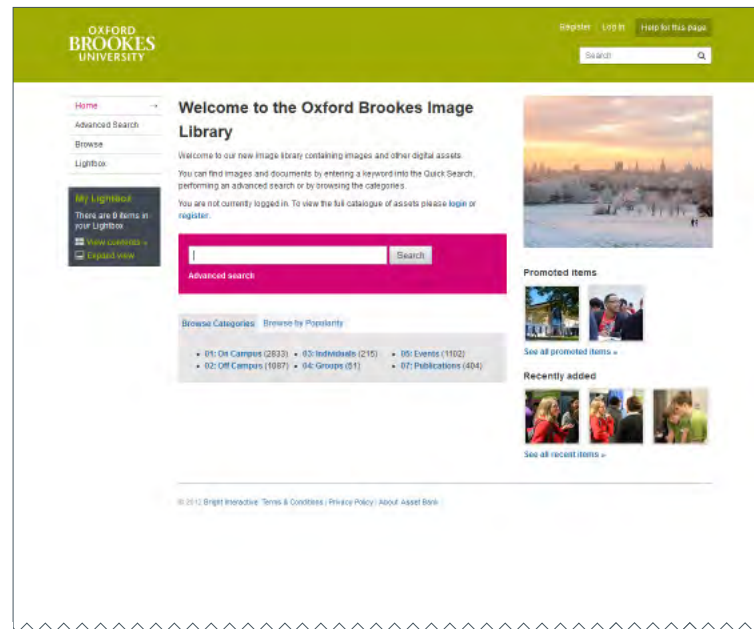 OXFORD
BROOKES
UNIVERSITY
Register Log In Help for this page
Search
Home
Advanced Search
Browse
Lightbox
My Lightbox
There are 0 items in
your Lightbox
View contents »
Expand view
Welcome to the Oxford Brookes Image
Library
Welcome to our new image library containing images and other digital assets.
You can find images and documents by entering a keyword into the Quick Search,
performing an advanced search or by browsing the categories.
You are not currently logged in. To view the full catalogue of assets please login or
register.
Search
Advanced search
Browse Categories Browse by Popularity
• 01: On Campus (2833) • 03: Individuals (215) • 05: Events (1102)
• 02: Off Campus (1087) • 04: Groups (51) • 07: Publications (404)
Promoted items
See all promoted items »
Recently added
See all recent items »
© 2012 Bright Interactive Terms & Conditions | Privacy Policy | About Asset Bank